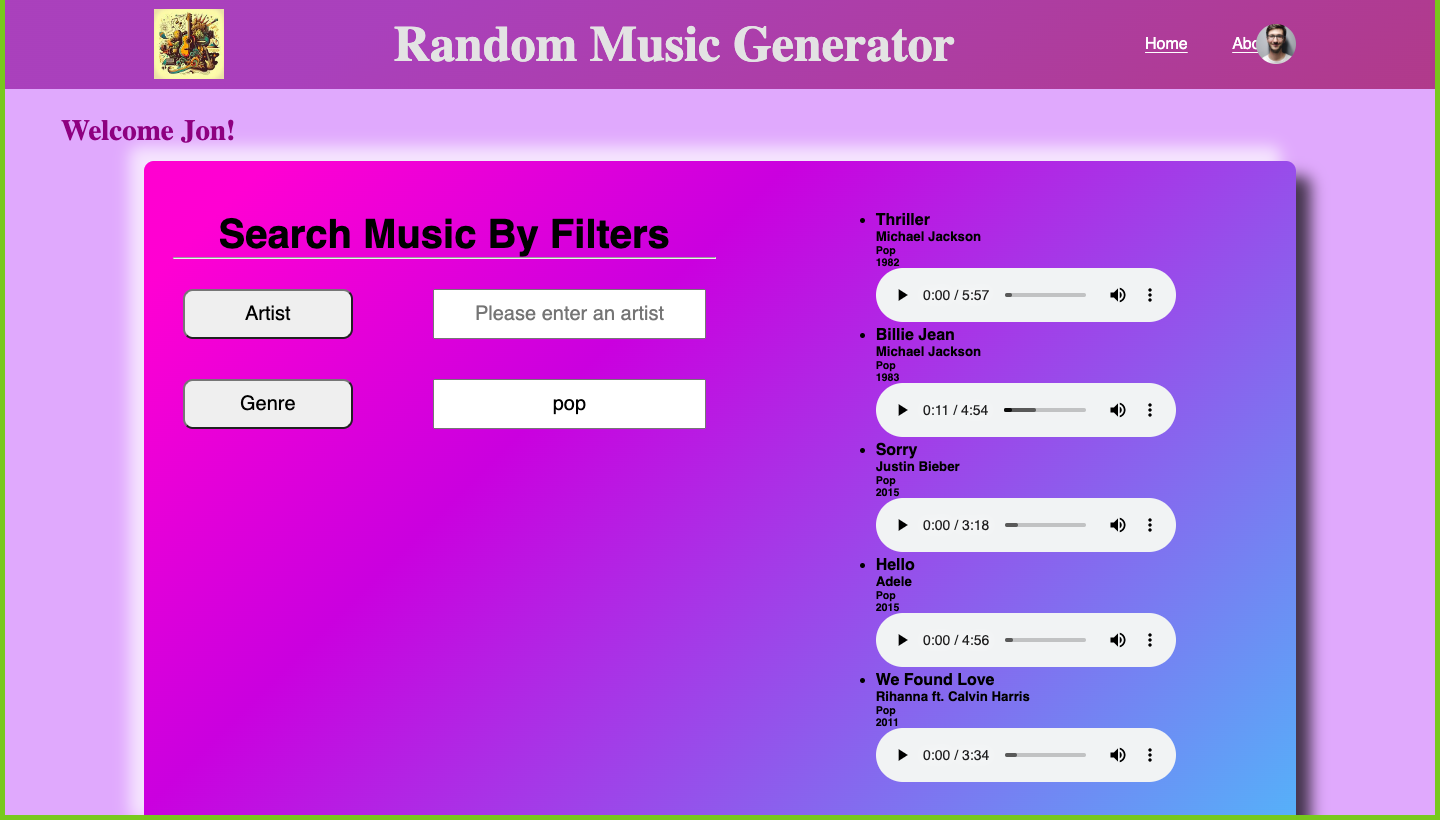 Random Music Generator
Home
Welcome Jon!
Search Music By Filters
Artist
Please enter an artist
Genre
pop
Thriller
Michael Jackson
Pop
1982
0:00 / 5:57
Billie Jean
Michael Jackson
Pop
1983
0:11 / 4:54
Sorry
Justin Bieber
Pop
2015
0:00 / 3:18
Hello
Adele
Pop
2015
0:00 / 4:56
We Found Love
Rihanna ft. Calvin Harris
Pop
2011
0:00 / 3:34